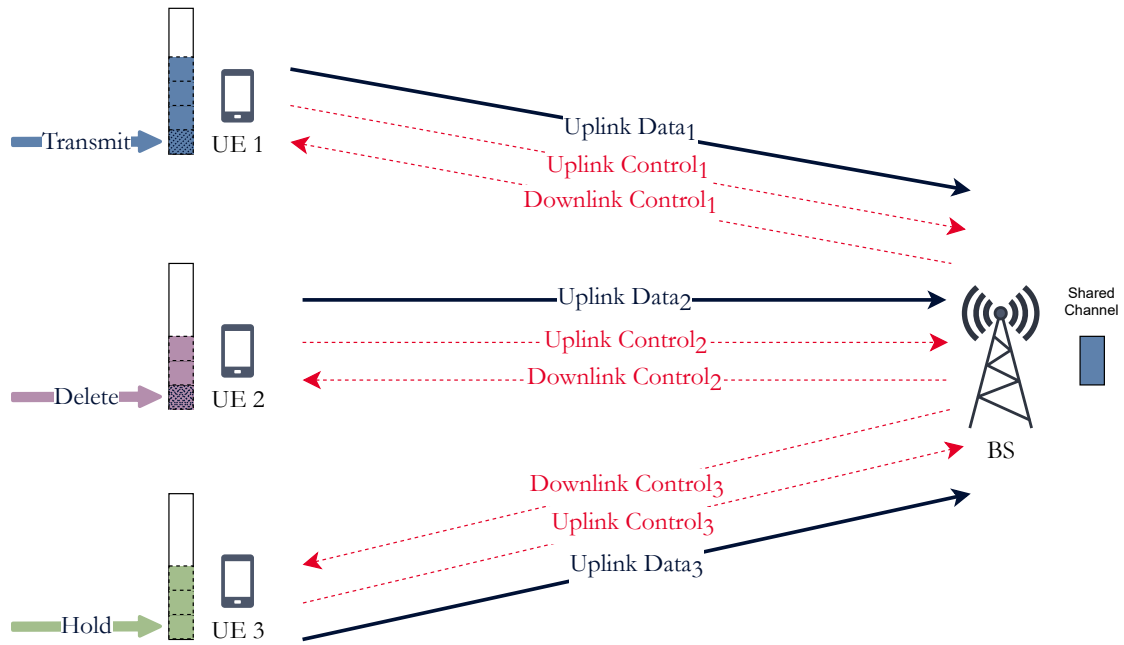 Transmit
UE 1
Uplink Data1
Uplink Control1
Downlink Control1
Delete
UE 2
Uplink Data2
Uplink Control2
Downlink Control2
Shared
Channel
BS
Hold
UE 3
Downlink Control3
Uplink Control3
Uplink Data3